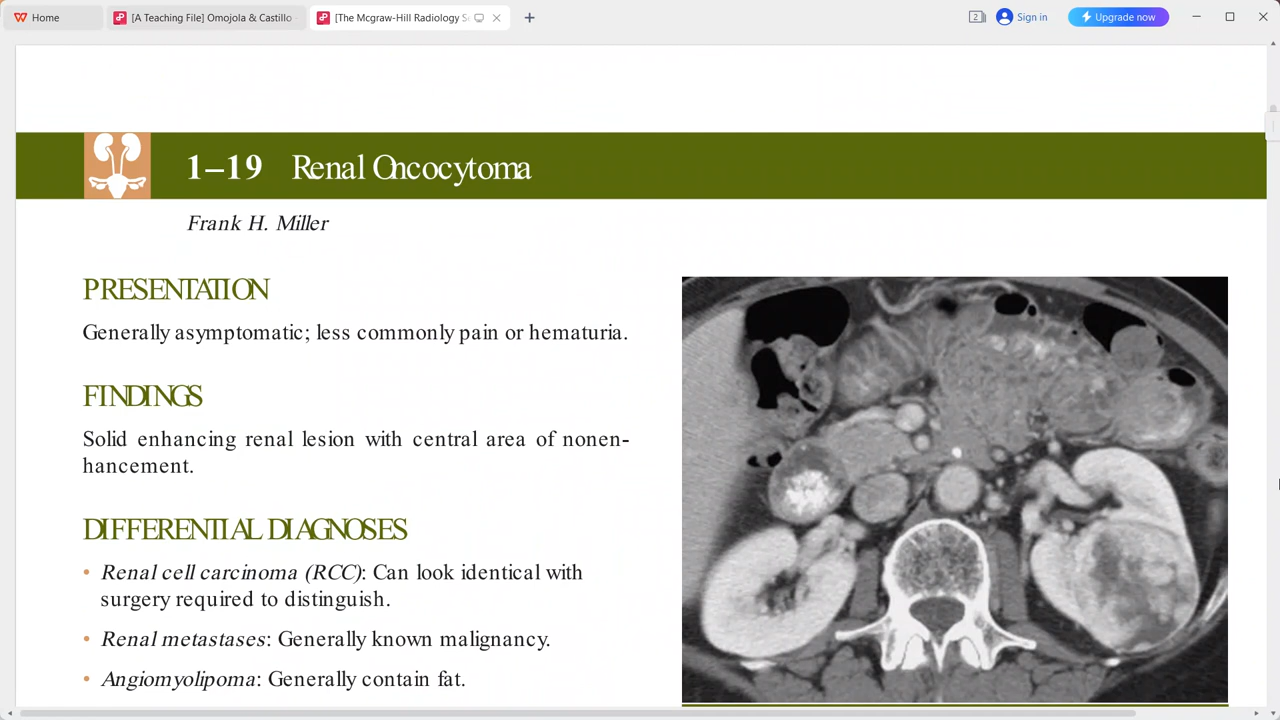 Home
[A Teaching File] Omojola & Castillo
[The Mcgraw-Hill Radiology S
2
Sign in
Upgrade now
1–19 Renal Oncocytoma
Frank H. Miller
PRESENTATION
Generally asymptomatic; less commonly pain or hematuria.
FINDINGS
Solid enhancing renal lesion with central area of nonen-
hancement.
DIFFERENTIAL DIAGNOSES
• Renal cell carcinoma (RCC): Can look identical with
surgery required to distinguish.
• Renal metastases: Generally known malignancy.
• Angiomyolipoma: Generally contain fat.